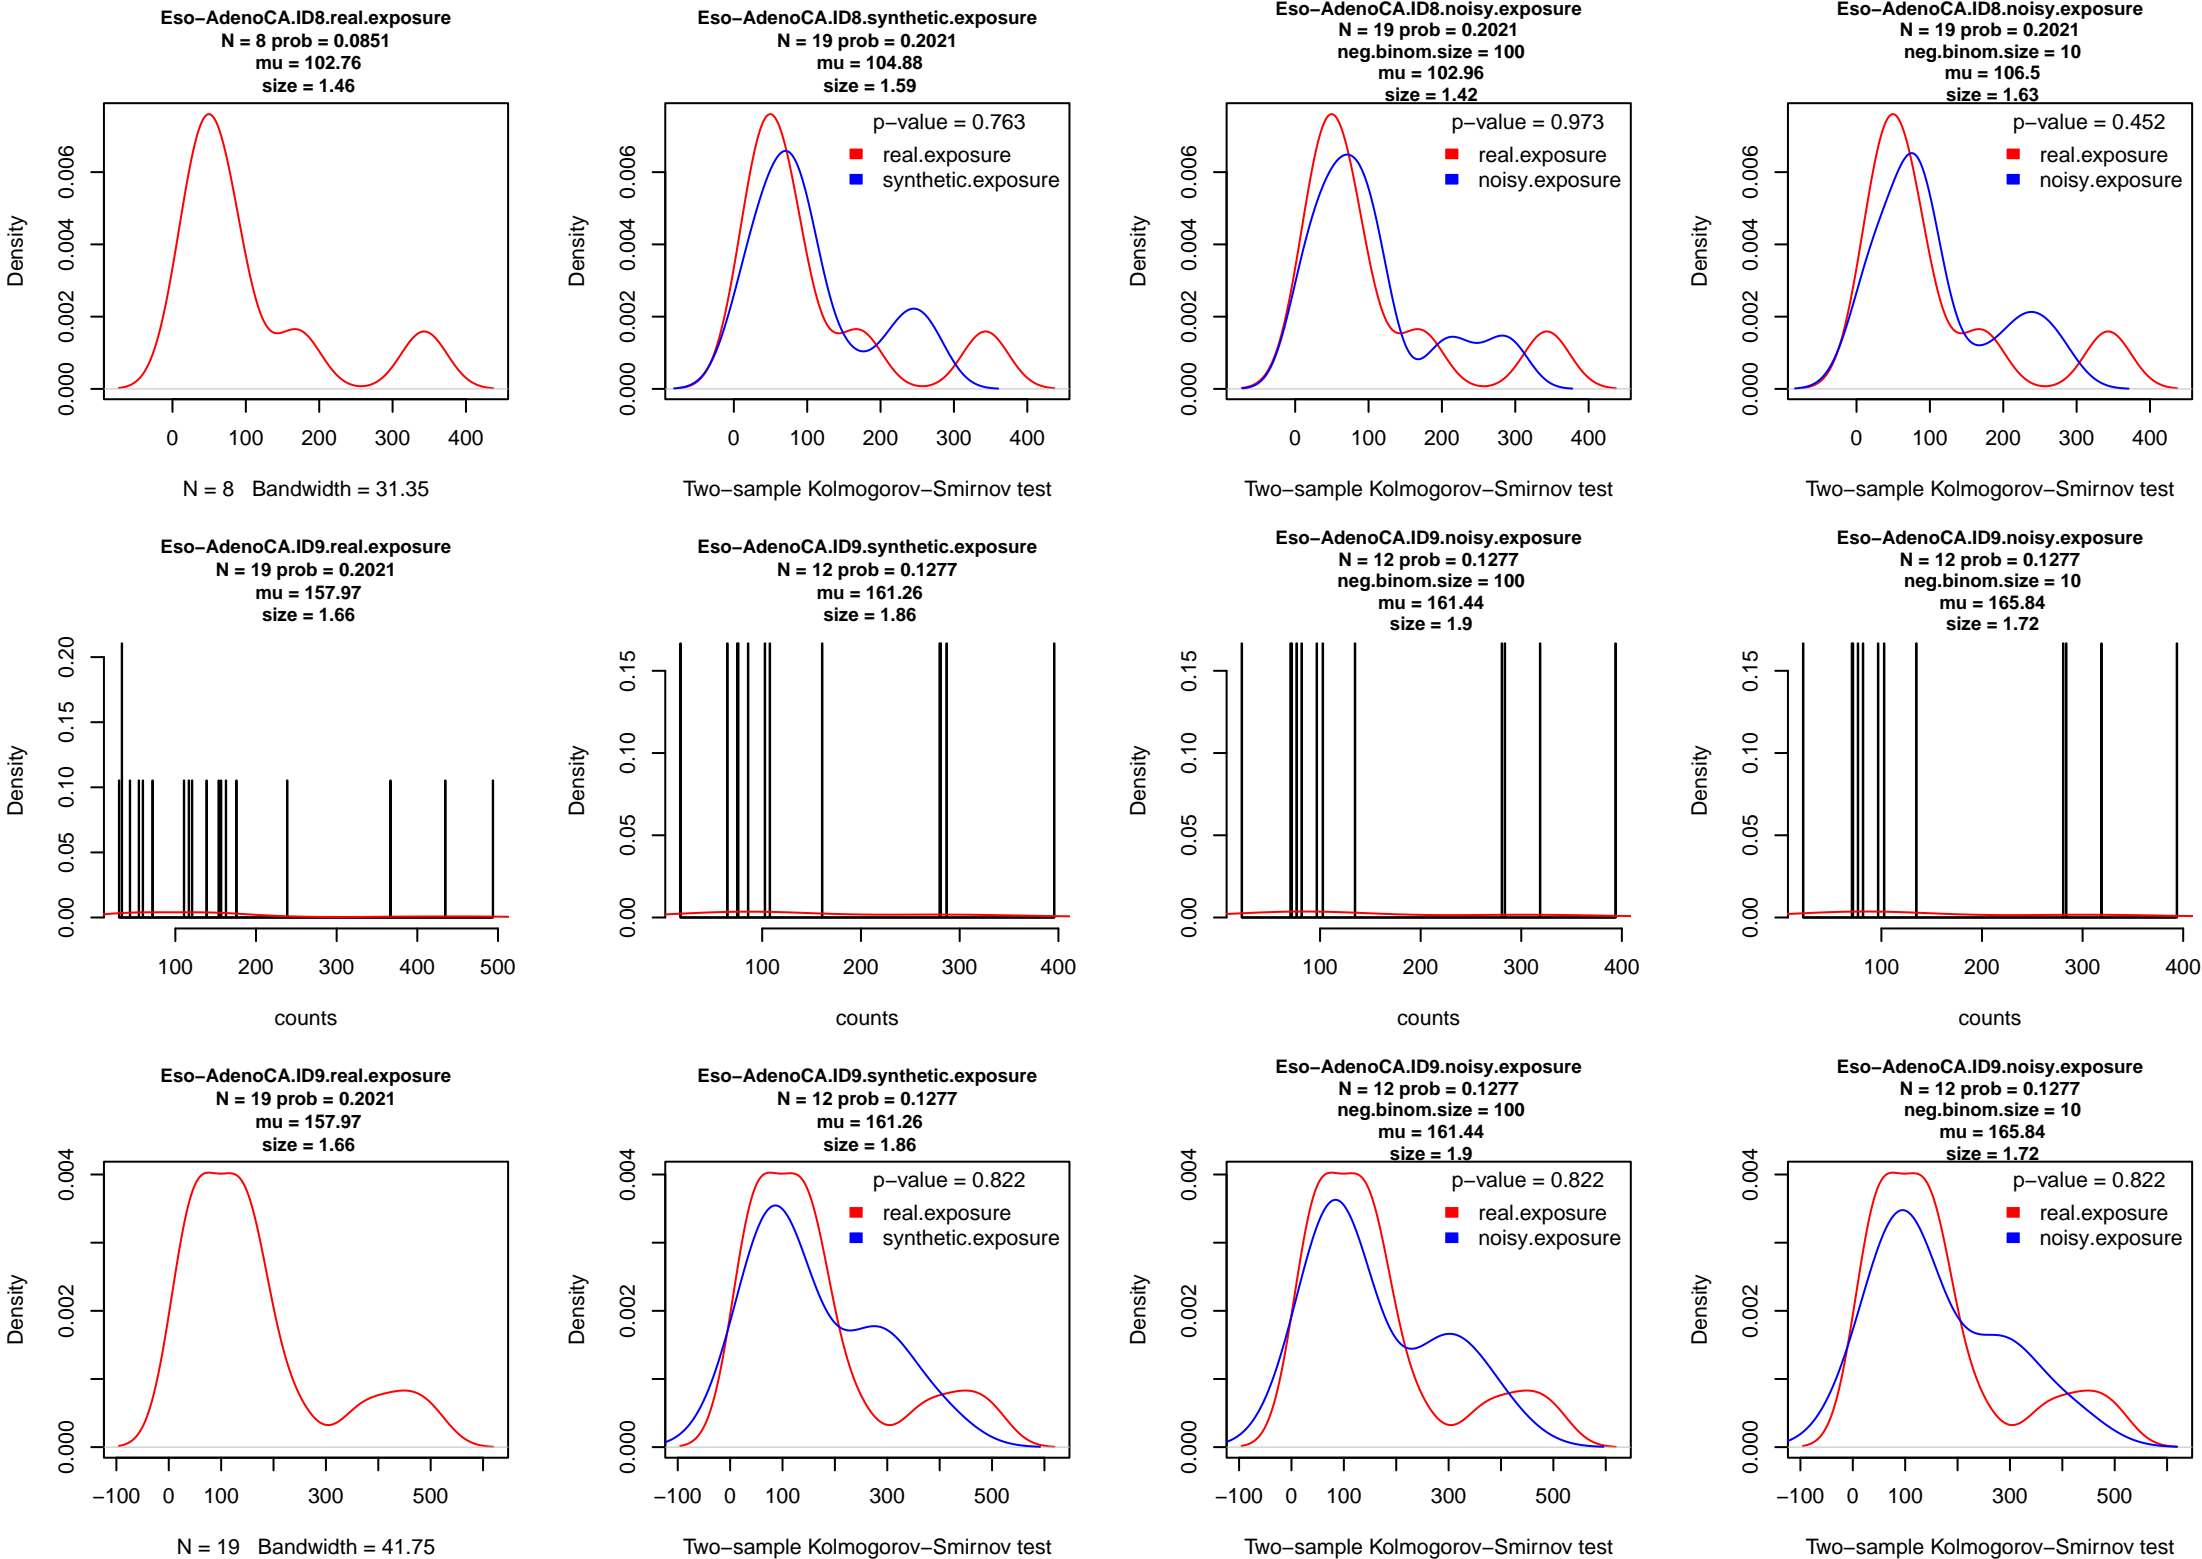 Eso−AdenoCA.ID8.real.exposure
N = 8 prob = 0.0851
mu = 102.76
size = 1.46
Density
0.000 0.002 0.004 0.006
0 100 200 300 400
N = 8 Bandwidth = 31.35
Eso−AdenoCA.ID8.synthetic.exposure
N = 19 prob = 0.2021
mu = 104.88
size = 1.59
p−value = 0.763
real.exposure
synthetic.exposure
Density
0.000 0.002 0.004 0.006
0 100 200 300 400
Two−sample Kolmogorov−Smirnov test
Eso−AdenoCA.ID8.noisy.exposure
N = 19 prob = 0.2021
neg.binom.size = 100
mu = 102.96
size = 1.42
p−value = 0.973
real.exposure
noisy.exposure
Density
0.000 0.002 0.004 0.006
0 100 200 300 400
Two−sample Kolmogorov−Smirnov test
Eso−AdenoCA.ID8.noisy.exposure
N = 19 prob = 0.2021
neg.binom.size = 10
mu = 106.5
size = 1.63
p−value = 0.452
real.exposure
noisy.exposure
Density
0.000 0.002 0.004 0.006
0 100 200 300 400
Two−sample Kolmogorov−Smirnov test
Eso−AdenoCA.ID9.real.exposure
N = 19 prob = 0.2021
mu = 157.97
size = 1.66
Density
0.00 0.05 0.10 0.15 0.20
100 200 300 400 500
counts
Eso−AdenoCA.ID9.synthetic.exposure
N = 12 prob = 0.1277
mu = 161.26
size = 1.86
Density
0.00 0.05 0.10 0.15
100 200 300 400
counts
Eso−AdenoCA.ID9.noisy.exposure
N = 12 prob = 0.1277
neg.binom.size = 100
mu = 161.44
size = 1.9
Density
0.00 0.05 0.10 0.15
100 200 300 400
counts
Eso−AdenoCA.ID9.noisy.exposure
N = 12 prob = 0.1277
neg.binom.size = 10
mu = 165.84
size = 1.72
Density
0.00 0.05 0.10 0.15
100 200 300 400
counts
Eso−AdenoCA.ID9.real.exposure
N = 19 prob = 0.2021
mu = 157.97
size = 1.66
Density
0.000 0.002 0.004
−100 0 100 300 500
N = 19 Bandwidth = 41.75
Eso−AdenoCA.ID9.synthetic.exposure
N = 12 prob = 0.1277
mu = 161.26
size = 1.86
p−value = 0.822
real.exposure
synthetic.exposure
Density
0.000 0.002 0.004
−100 0 100 300 500
Two−sample Kolmogorov−Smirnov test
Eso−AdenoCA.ID9.noisy.exposure
N = 12 prob = 0.1277
neg.binom.size = 100
mu = 161.44
size = 1.9
p−value = 0.822
real.exposure
noisy.exposure
Density
0.000 0.002 0.004
−100 0 100 300 500
Two−sample Kolmogorov−Smirnov test
Eso−AdenoCA.ID9.noisy.exposure
N = 12 prob = 0.1277
neg.binom.size = 10
mu = 165.84
size = 1.72
p−value = 0.822
real.exposure
noisy.exposure
Density
0.000 0.002 0.004
−100 0 100 300 500
Two−sample Kolmogorov−Smirnov test